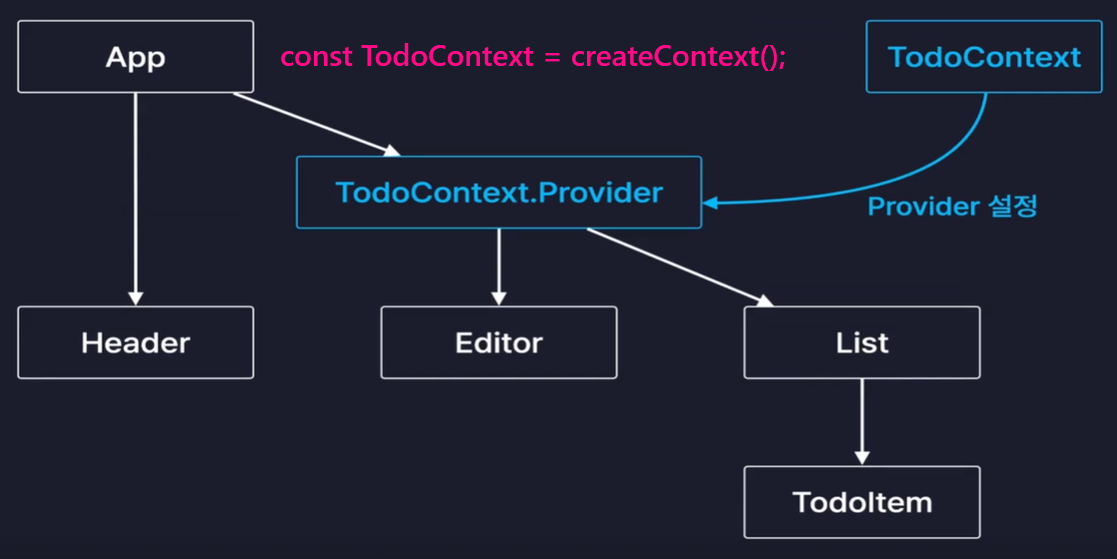 App
const TodoContext = createContext();
TodoContext
TodoContext.Provider
Provider 설정
Header
Editor
List
TodoItem